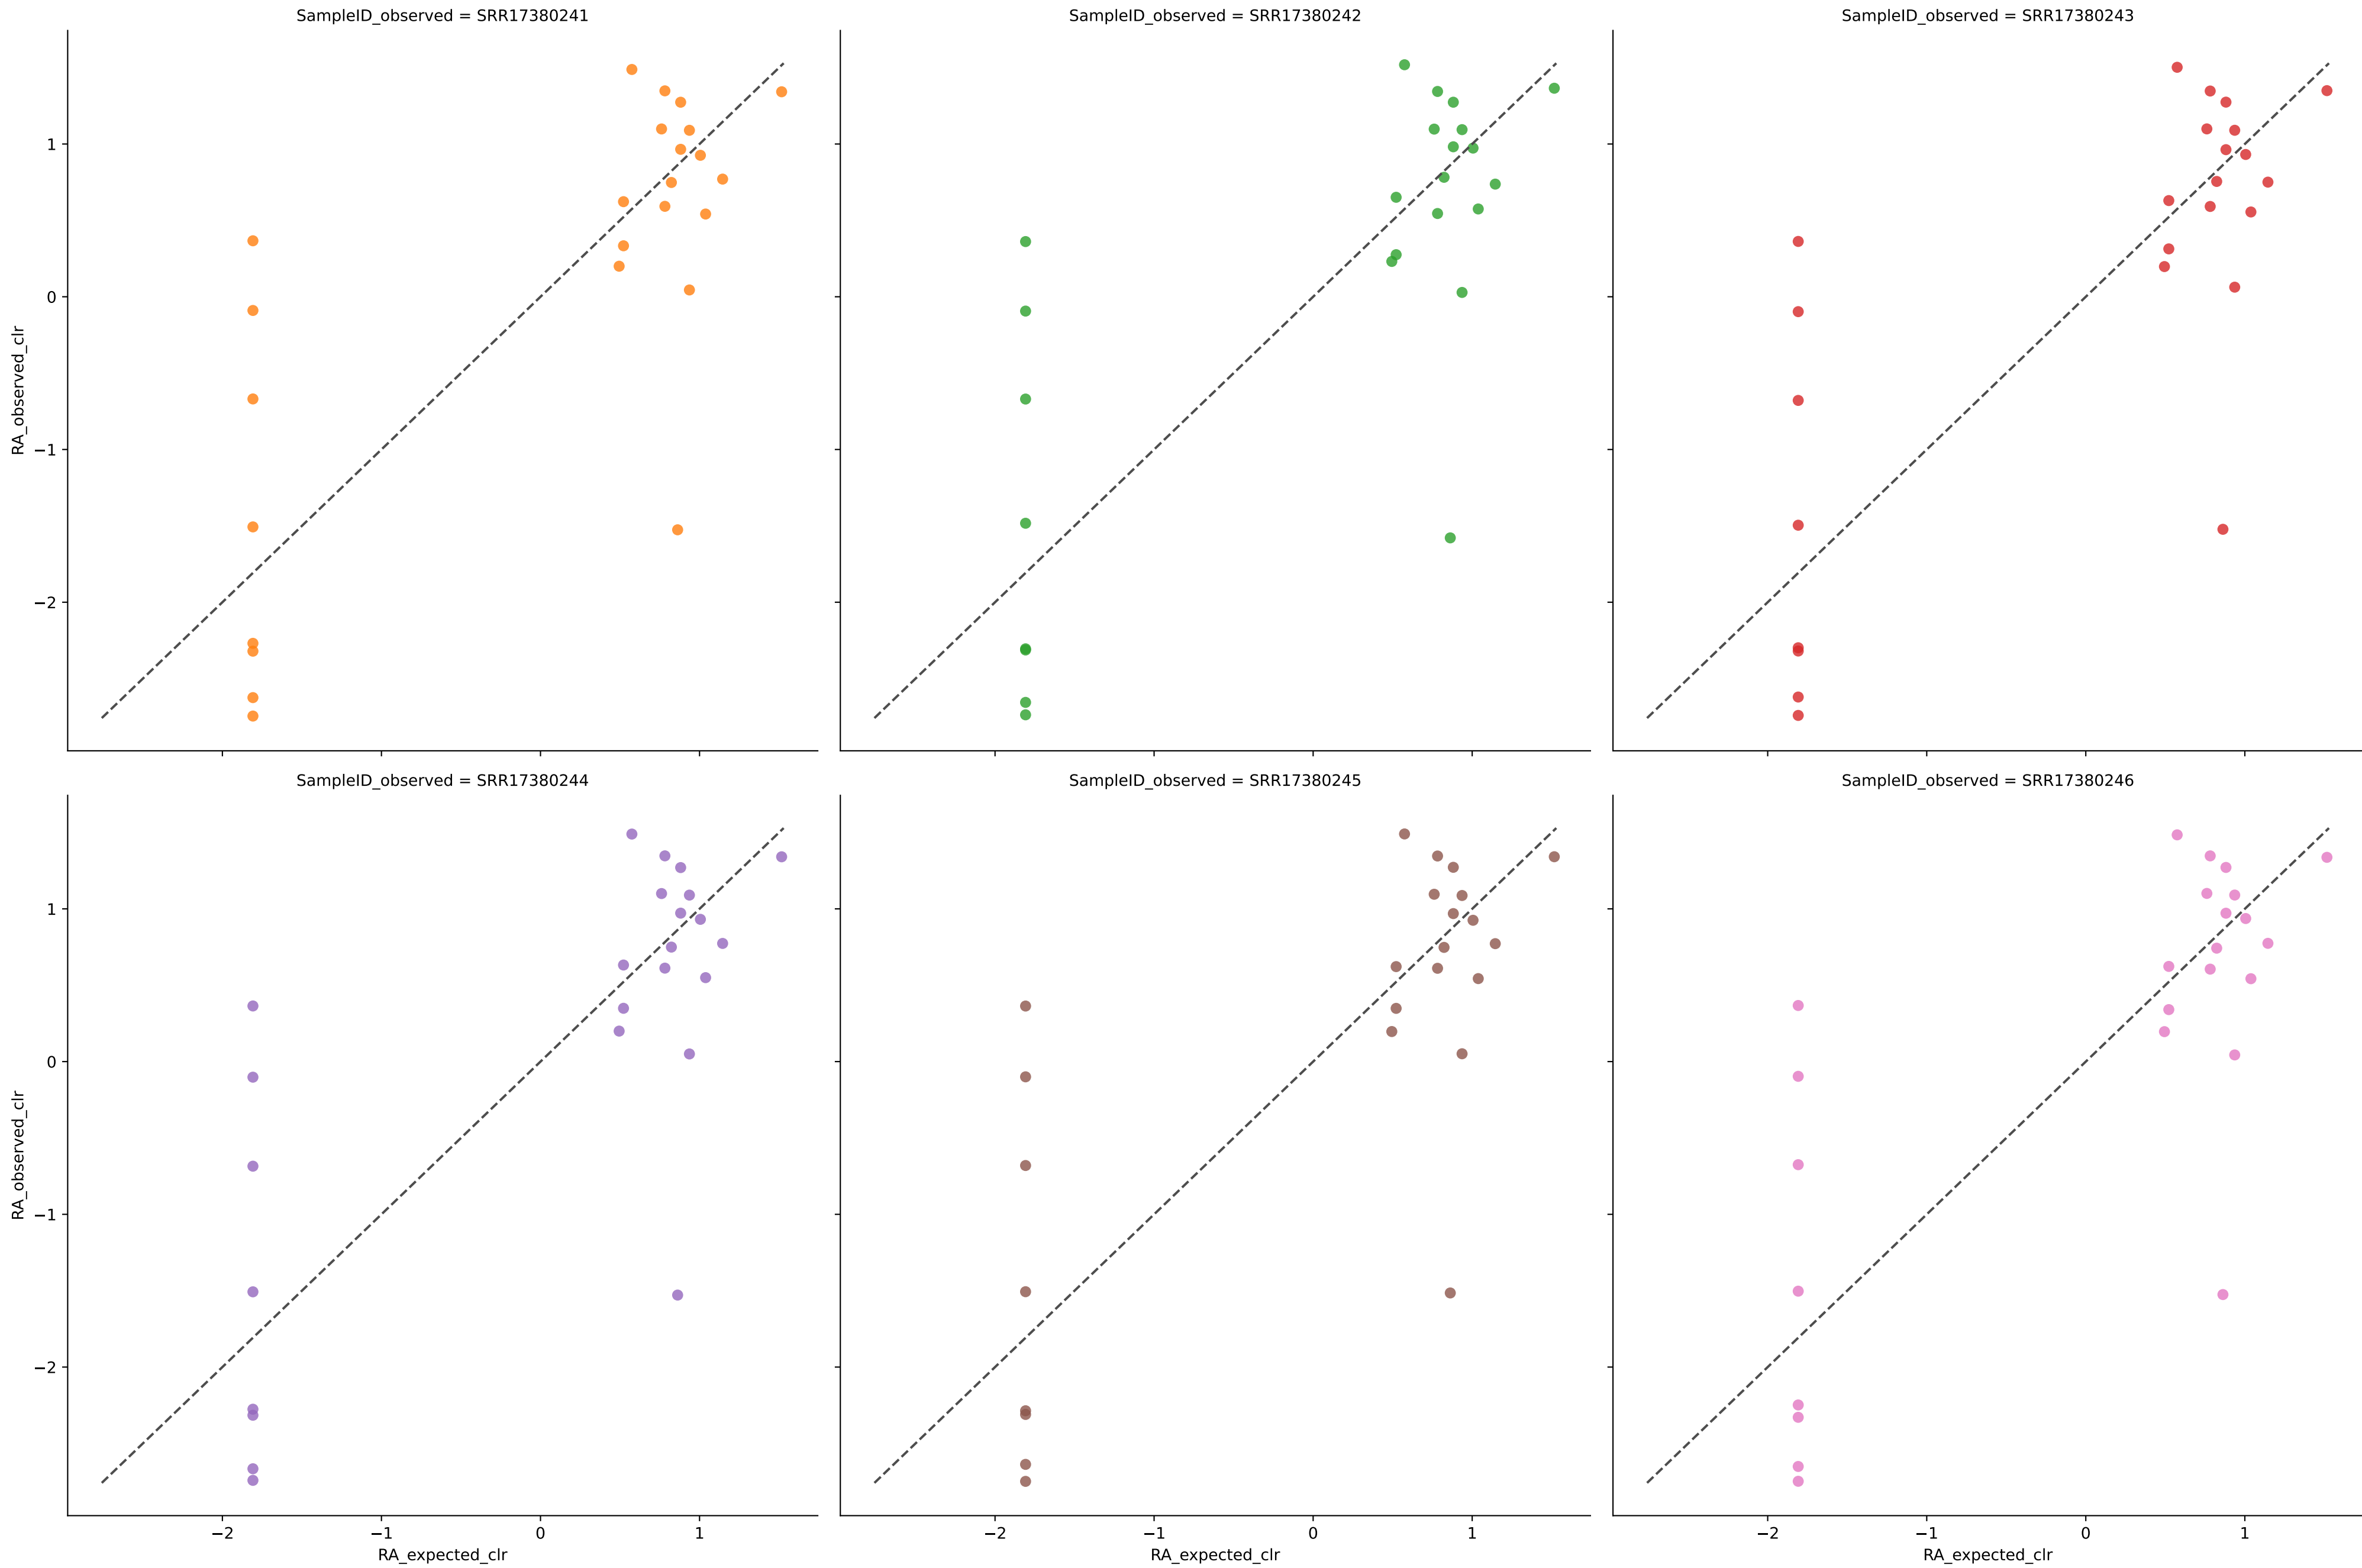 SampleID_observed = SRR17380241
SampleID_observed = SRR17380242
SampleID_observed = SRR17380243
1
0
−1
−2
RA_observed_clr
SampleID_observed = SRR17380244
SampleID_observed = SRR17380245
SampleID_observed = SRR17380246
1
0
−1
−2
RA_observed_clr
−2 −1 0 1
−2 −1 0 1
−2 −1 0 1
RA_expected_clr
RA_expected_clr
RA_expected_clr